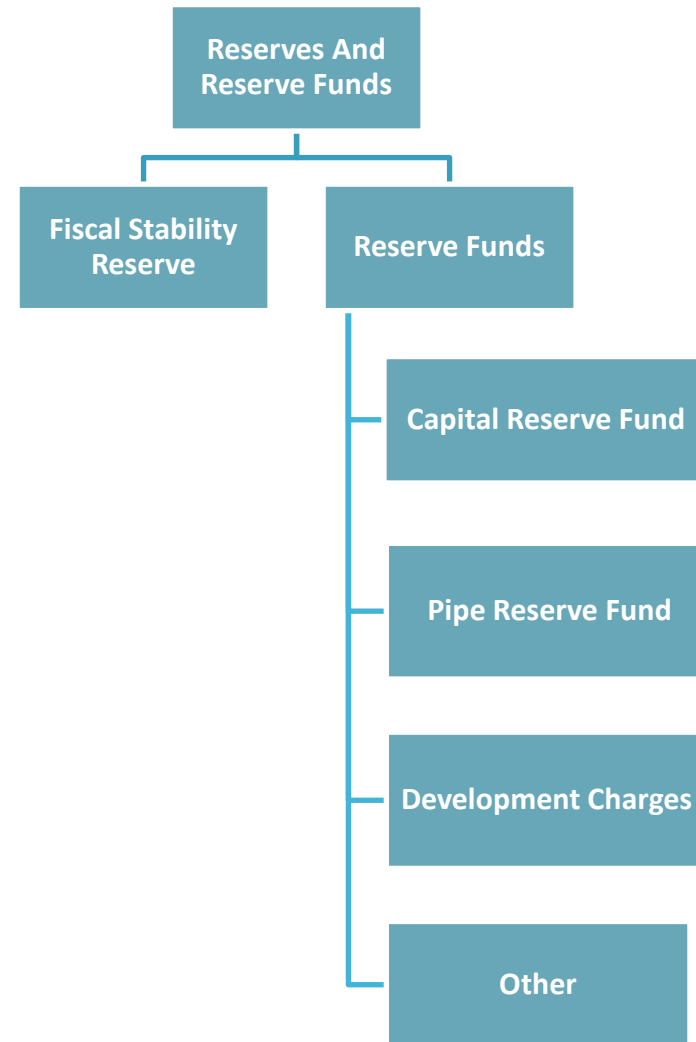 Reserves And
Reserve Funds
Fiscal Stability
Reserve
Reserve Funds
Capital Reserve Fund
Pipe Reserve Fund
Development Charges
Other